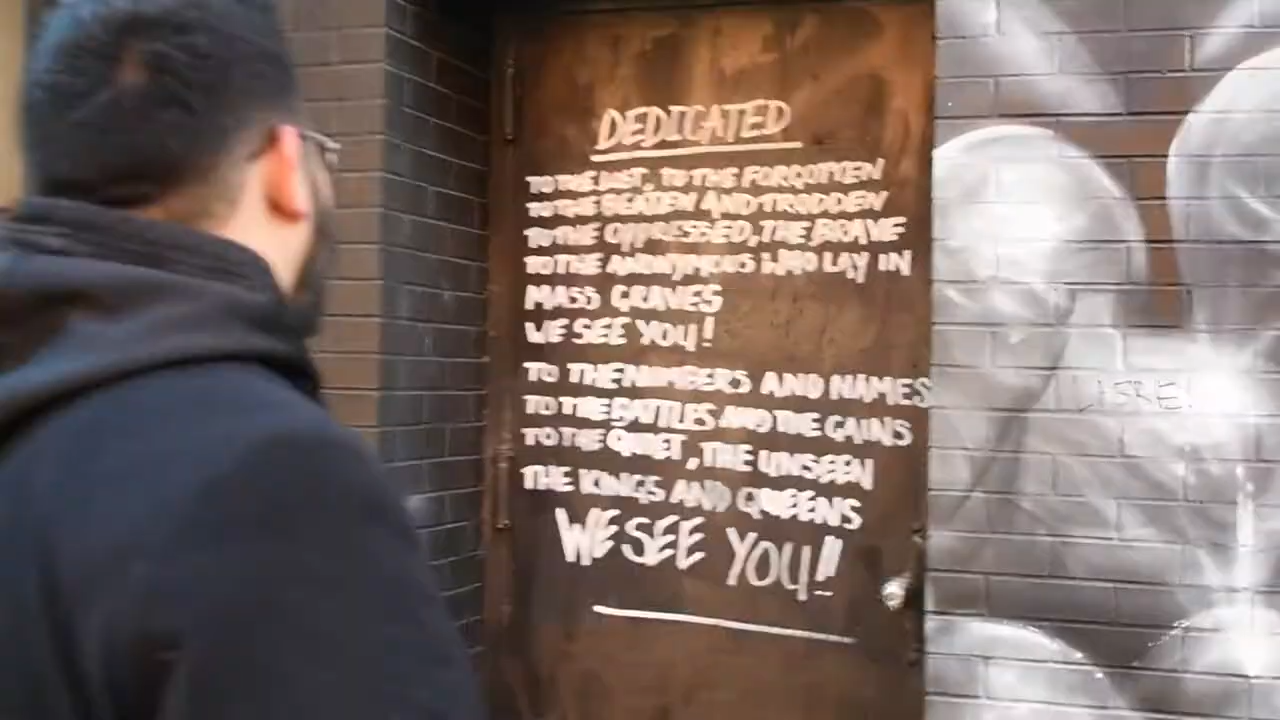 DEDICATED
TO THE LOST, TO THE FORGOTTEN
TO THE BEATEN AND TRODDEN
TO THE OPPRESSED, THE BRAVE
TO THE ANONYMOUS WHO LAY IN
MASS GRAVES
WE SEE YOU!
TO THE NUMBERS AND NAMES
TO THE BATTLES AND THE GAINS
TO THE QUIET, THE UNSEEN
THE KINGS AND QUEENS
WE SEE YOU!!